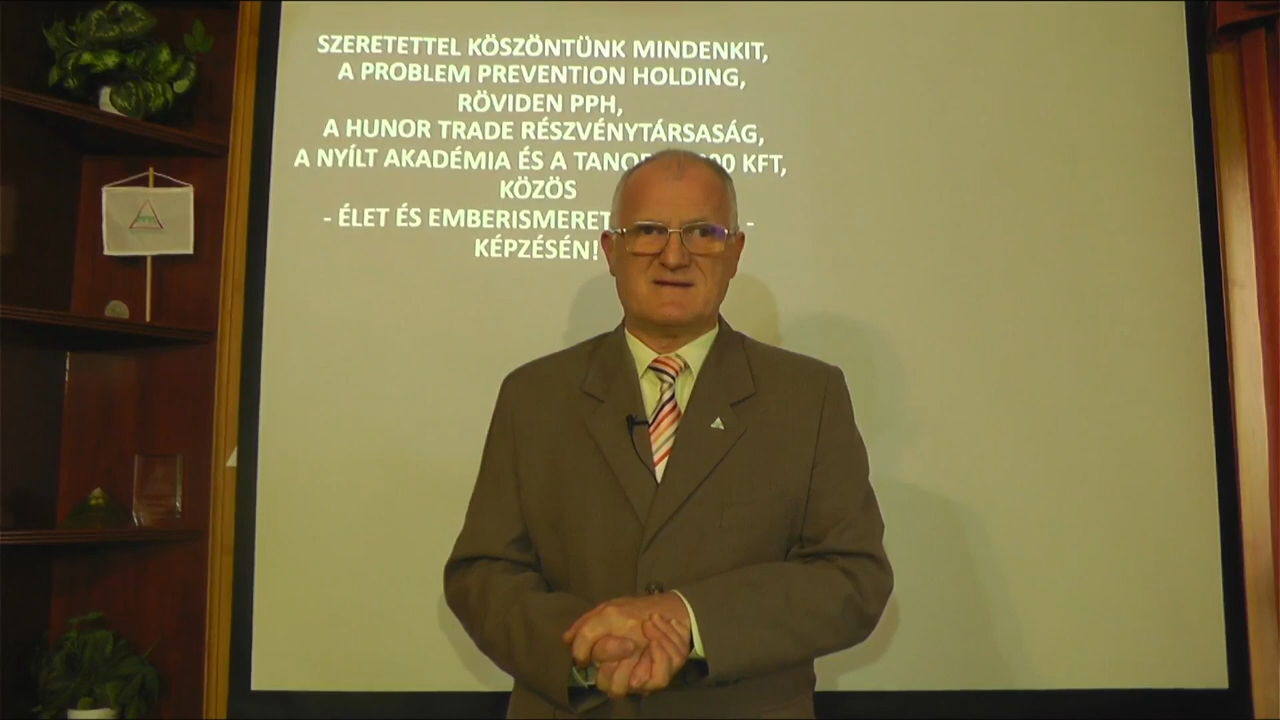 SZERETETTEL KÖSZÖNTÜNK MINDENKIT,
A PROBLEM PREVENTION HOLDING,
RÖVIDEN PPH,
A HUNOR TRADE RÉSZVÉNYTÁRSASÁG,
A NYÍLT AKADÉMIA ÉS A KFT,
KÖZÖS
- ÉLET ÉS EMBERISMERET -
KÉPZÉSÉN!